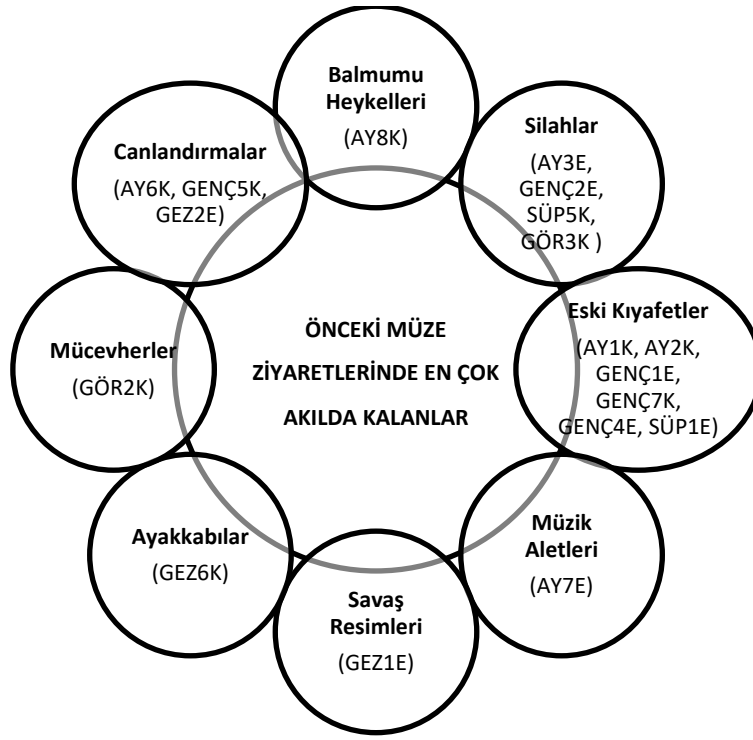 Balmumu
Heykelleri
(AY8K)
Silahlar
(AY3E,
GENÇ2E,
SÜP5K,
GÖR3K )
Eski Kıyafetler
(AY1K, AY2K,
GENÇ1E,
GENÇ7K,
GENÇ4E, SÜP1E)
Müzik
Aletleri
(AY7E)
Savaş
Resimleri
(GEZ1E)
Ayakkabılar
(GEZ6K)
Mücevherler
(GÖR2K)
Canlandırmalar
(AY6K, GENÇ5K,
GEZ2E)
ÖNCEKİ MÜZE
ZİYARETLERİNDE EN ÇOK
AKILDA KALANLAR